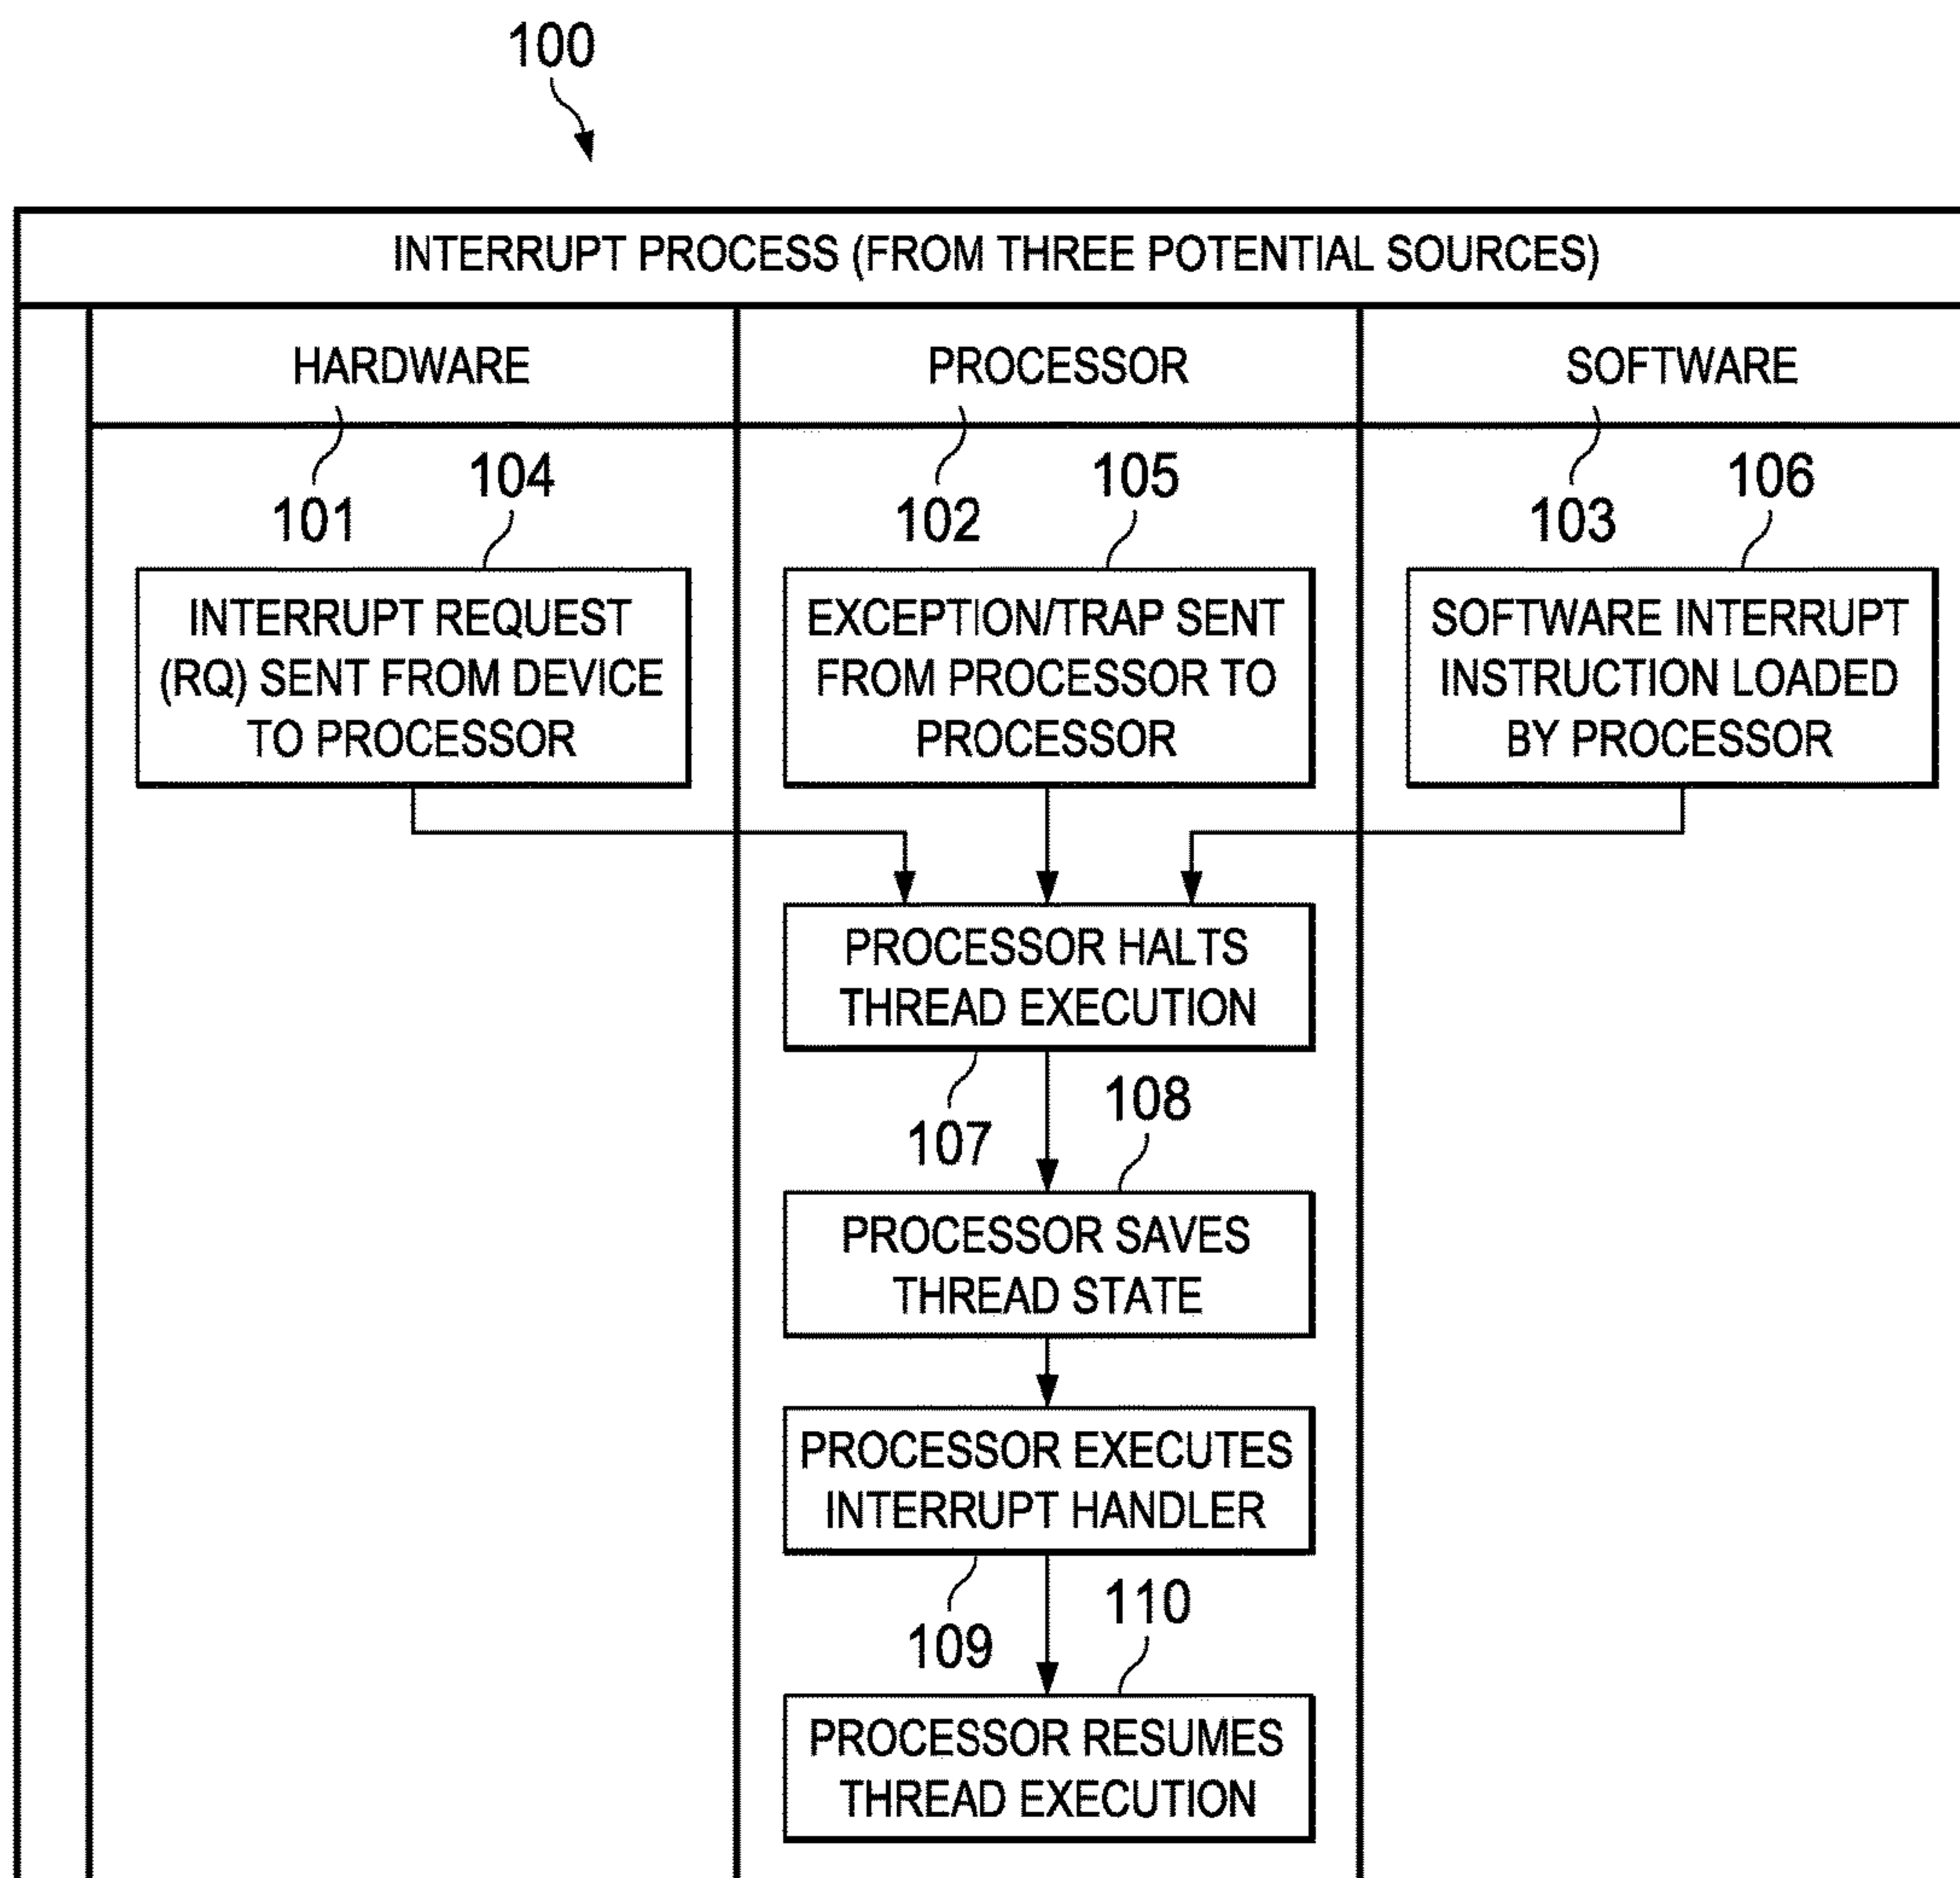 100
INTERRUPT PROCESS (FROM THREE POTENTIAL SOURCES)
HARDWARE
PROCESSOR
SOFTWARE
101
104
102
105
103
106
INTERRUPT REQUEST
(RQ) SENT FROM DEVICE
TO PROCESSOR
EXCEPTION/TRAP SENT
FROM PROCESSOR TO
PROCESSOR
SOFTWARE INTERRUPT
INSTRUCTION LOADED
BY PROCESSOR
PROCESSOR HALTS
THREAD EXECUTION
107
108
PROCESSOR SAVES
THREAD STATE
PROCESSOR EXECUTES
INTERRUPT HANDLER
109
110
PROCESSOR RESUMES
THREAD EXECUTION